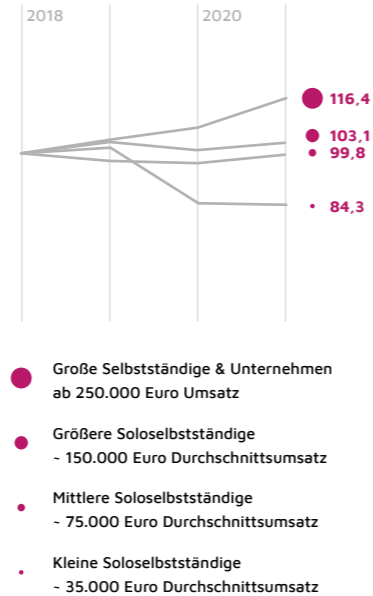 2018
2020
116,4
103,1
99,8
84,3
Große Selbstständige & Unternehmen
ab 250.000 Euro Umsatz
Größere Soloselbstständige
~ 150.000 Euro Durchschnittsumsatz
Mittlere Soloselbstständige
~ 75.000 Euro Durchschnittsumsatz
Kleine Soloselbstständige
~ 35.000 Euro Durchschnittsumsatz